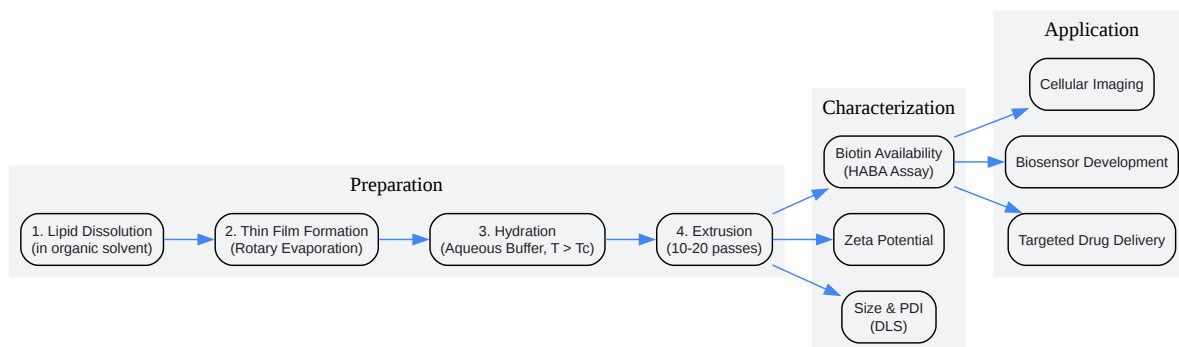 Preparation
1. Lipid Dissolution
(in organic solvent)
2. Thin Film Formation
(Rotary Evaporation)
3. Hydration
(Aqueous Buffer, T > Tc)
4. Extrusion
(10-20 passes)
Characterization
Biotin Availability
(HABA Assay)
Zeta Potential
Size & PDI
(DLS)
Application
Cellular Imaging
Biosensor Development
Targeted Drug Delivery